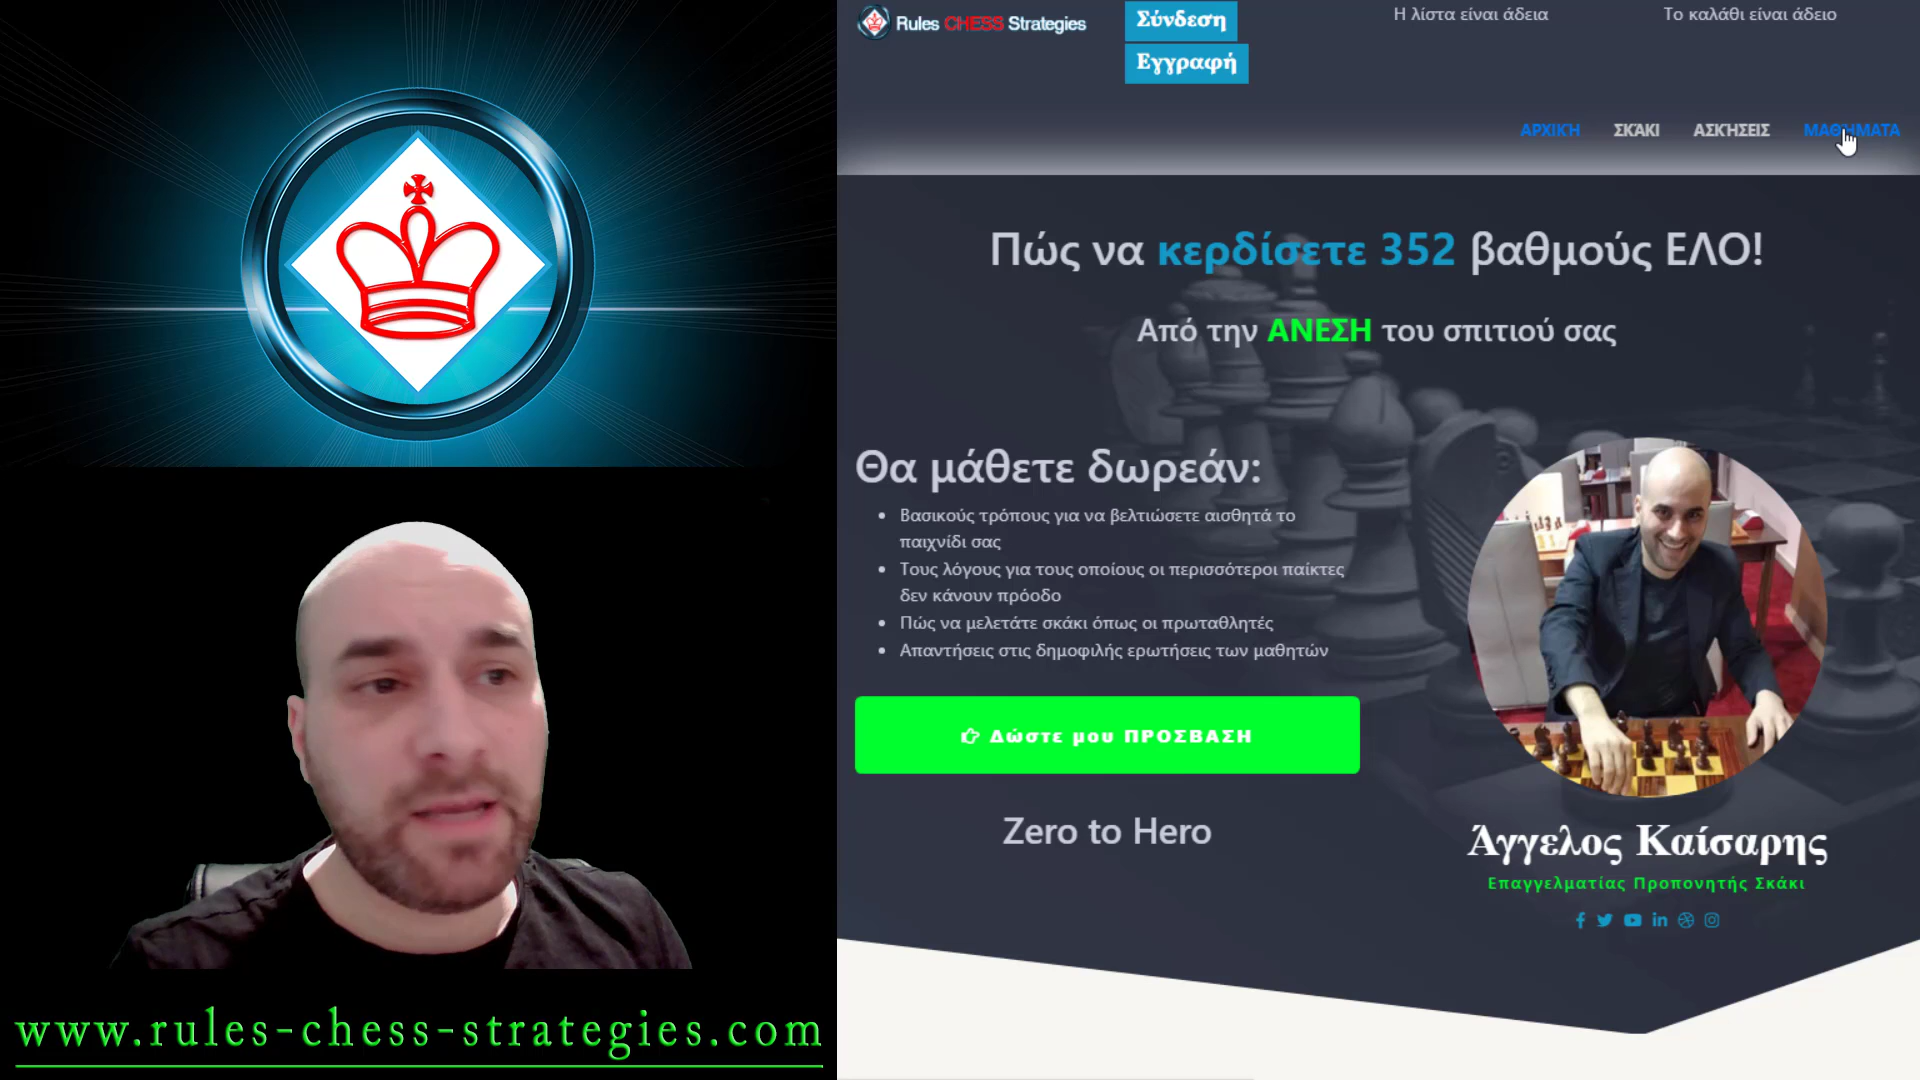 Rules CHESS Strategies
Σύνδεση
Εγγραφή
Η λίστα είναι άδεια
Το καλάθι είναι άδειο
ΑΡΧΙΚΉ ΣΚΆΚΙ ΑΣΚΉΣΕΙΣ ΜΑΘΉΜΑΤΑ
Πώς να κερδίσετε 352 βαθμούς ΕΛΟ!
Από την ΑΝΕΣΗ του σπιτιού σας
Θα μάθετε δωρεάν:
Βασικούς τρόπους για να βελτιώσετε αισθητά το
παιχνίδι σας
Τους λόγους για τους οποίους οι περισσότεροι παίκτες
δεν κάνουν πρόοδο
Πώς να μελετάτε σκάκι όπως οι πρωταθλητές
Απαντήσεις στις δημοφιλής ερωτήσεις των μαθητών
Δώστε μου ΠΡΟΣΒΑΣΗ
Zero to Hero
Άγγελος Καίσαρης
Επαγγελματίας Προπονητής Σκάκι
www.rules-chess-strategies.com